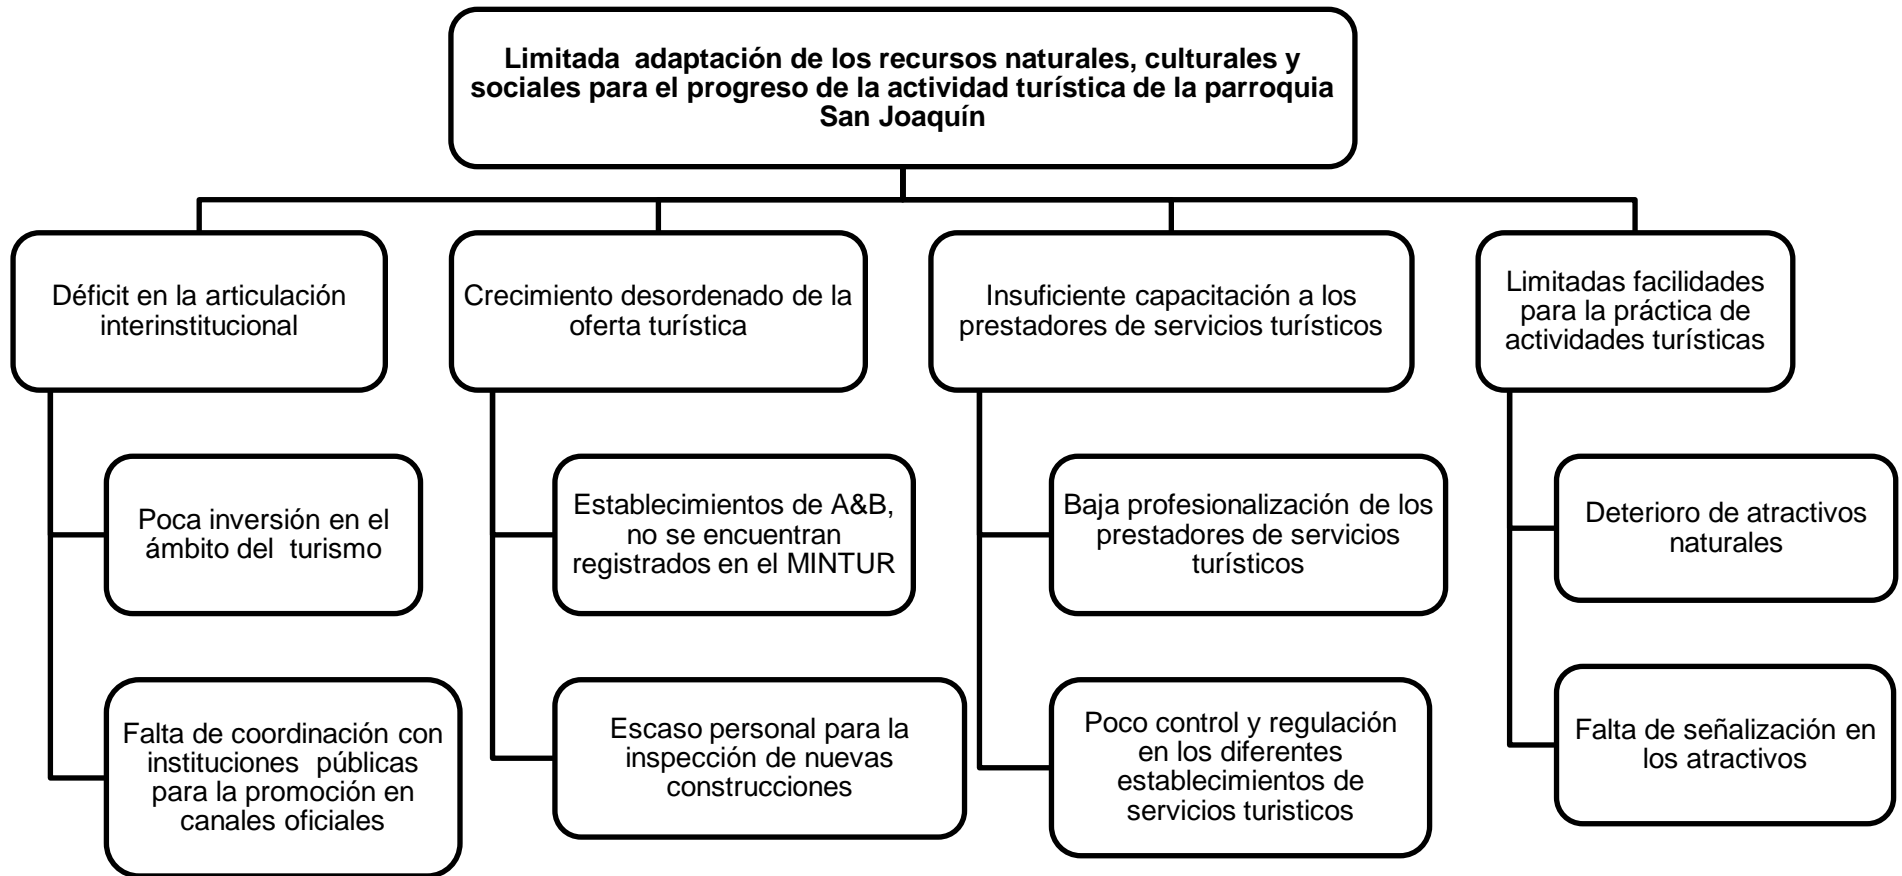 Limitada  adaptación de los recursos naturales, culturales y
sociales para el progreso de la actividad turística de la parroquia
San Joaquín
Déficit en la articulación
interinstitucional
Crecimiento desordenado de la
oferta turística
Insuficiente capacitación a los
prestadores de servicios turísticos
Limitadas facilidades
para la práctica de
actividades turísticas
Poca inversión en el
ámbito del  turismo
Establecimientos de A&B,
no se encuentran
registrados en el MINTUR
Baja profesionalización de los
prestadores de servicios
turísticos
Deterioro de atractivos
naturales
Falta de coordinación con
instituciones  públicas
para la promoción en
canales oficiales
Escaso personal para la
inspección de nuevas
construcciones
Poco control y regulación
en los diferentes
establecimientos de
servicios turisticos
Falta de señalización en
los atractivos